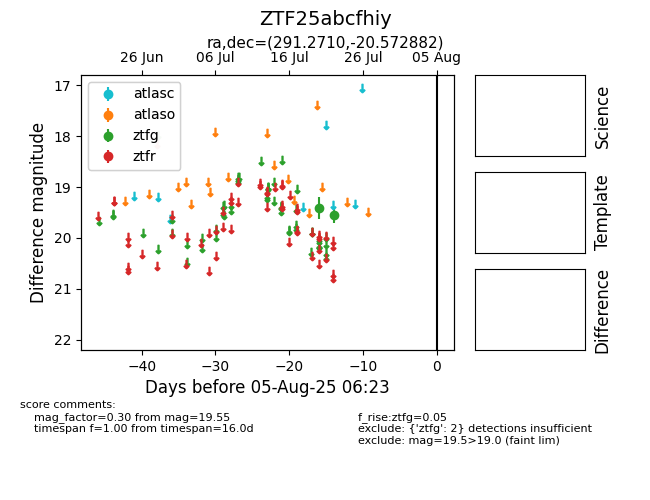 ZTF25abcfhiy
ra,dec=(291.2710,-20.572882)
26 Jun 06 Jul 16 Jul 26 Jul 05 Aug
17
18
19
20
21
22
Difference magnitude
atlasc
atlaso
ztfg
ztfr
−40 −30 −20 −10 0
Days before 05-Aug-25 06:23
Science
Template
Difference
score comments:
mag_factor=0.30 from mag=19.55
timespan f=1.00 from timespan=16.0d
f_rise:ztfg=0.05
exclude: {'ztfg': 2} detections insufficient
exclude: mag=19.5>19.0 (faint lim)